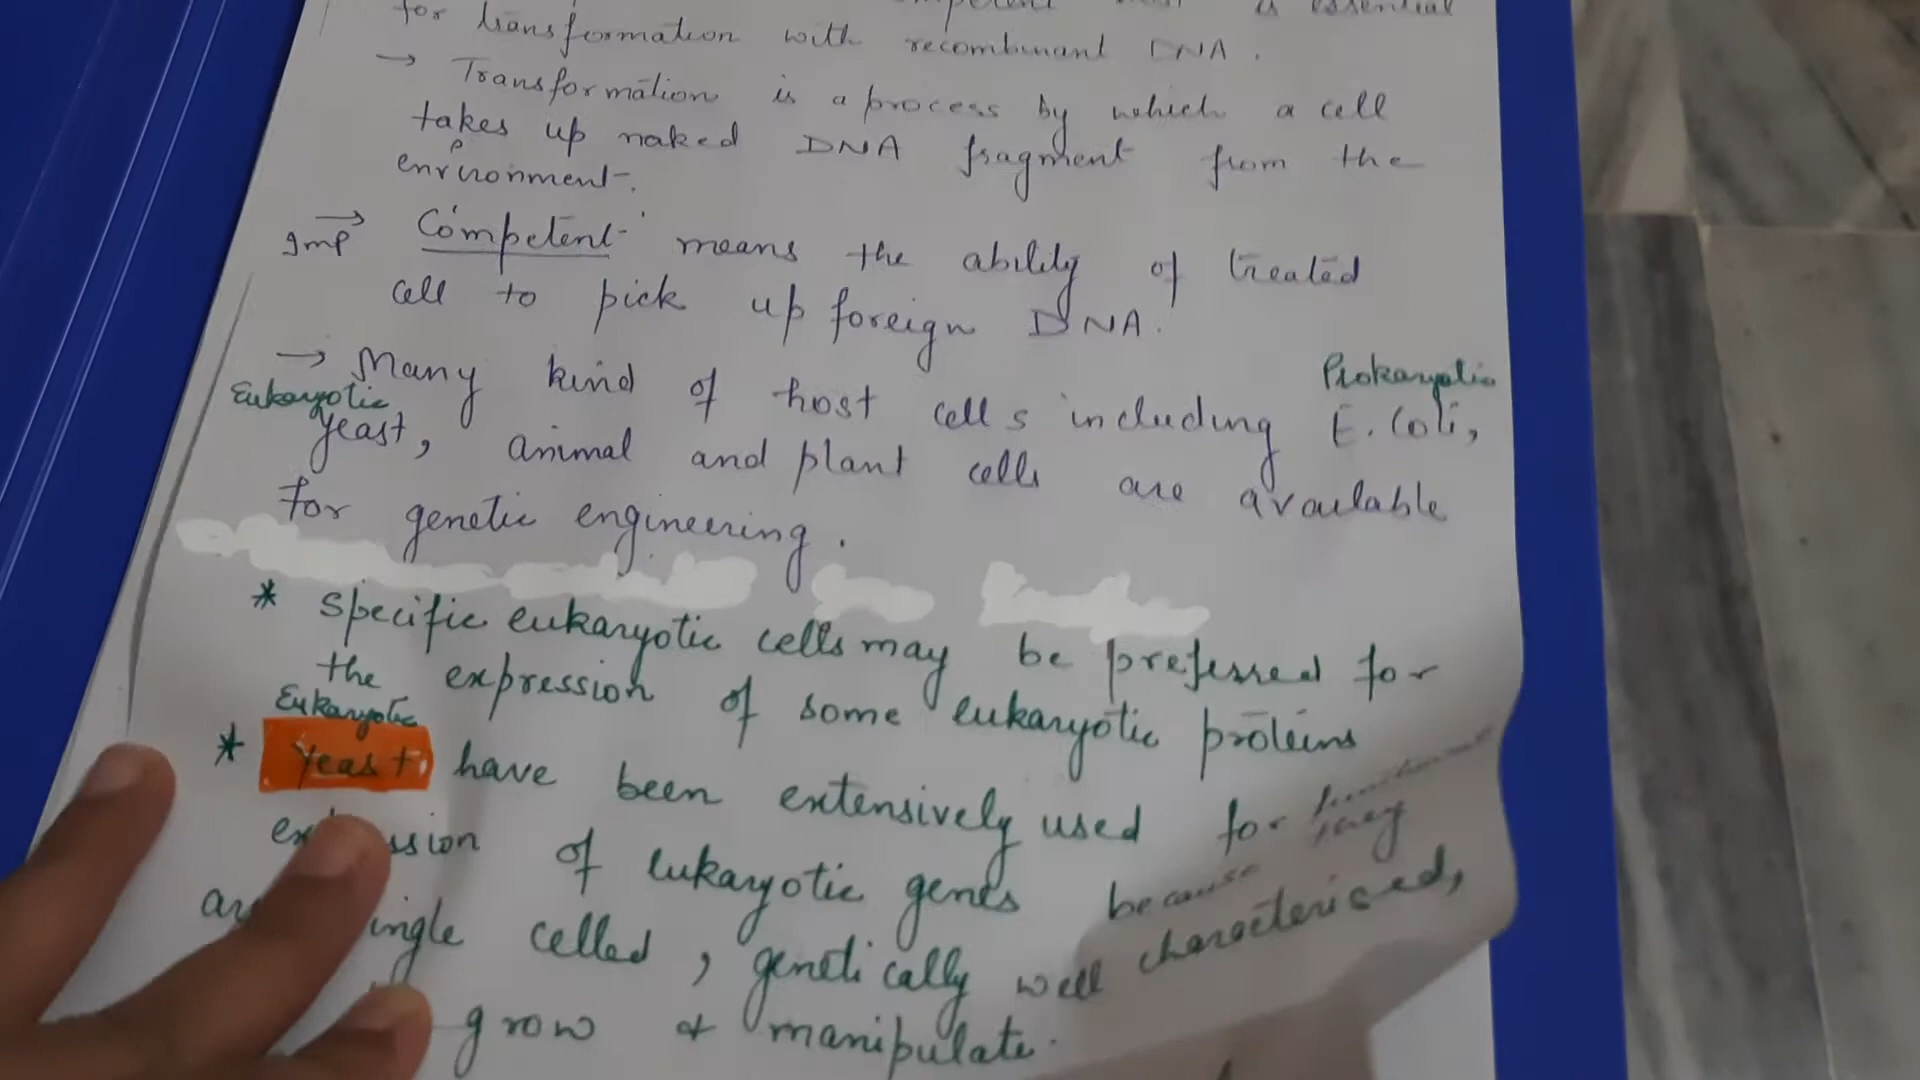 is essential
for transformation with recombinant DNA.
→ Transformation is a process by which a cell
takes up naked DNA fragment from the
environment.
Imp → Competent means the ability of treated
cell to pick up foreign DNA.
→ Many kind of host cells including E. Coli,
Prokaryotic
Eukaryotic
Yeast, animal and plant cells are available
for genetic engineering.
* Specific eukaryotic cells may be preferred for
the expression of some eukaryotic proteins
Eukaryotic
* Yeast have been extensively used for
of eukaryotic genes because they
celled, genetically well characterised,
grow & manipulate.